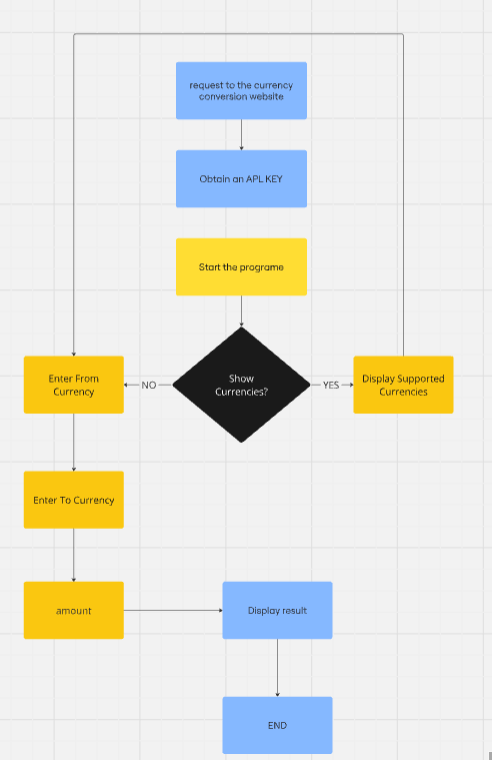 request to the currency
conversion website
Obtain an APL KEY
Start the programe
Show
Currencies?
NO
YES
Enter From
Currency
Display Supported
Currencies
Enter To Currency
amount
Display result
END